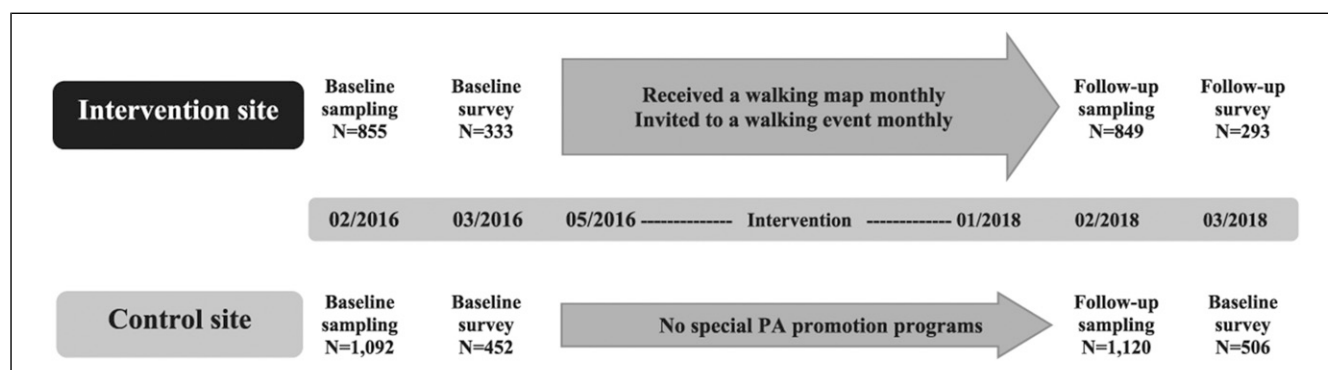 Intervention site
Baseline
sampling
N=855
Baseline
survey
N=333
Received a walking map monthly
Invited to a walking event monthly
Follow-up
sampling
N=849
Follow-up
survey
N=293
02/2016 03/2016 05/2016 -------------- Intervention ------------- 01/2018 02/2018 03/2018
Control site
Baseline
sampling
N=1,092
Baseline
survey
N=452
No special PA promotion programs
Follow-up
sampling
N=1,120
Baseline
survey
N=506